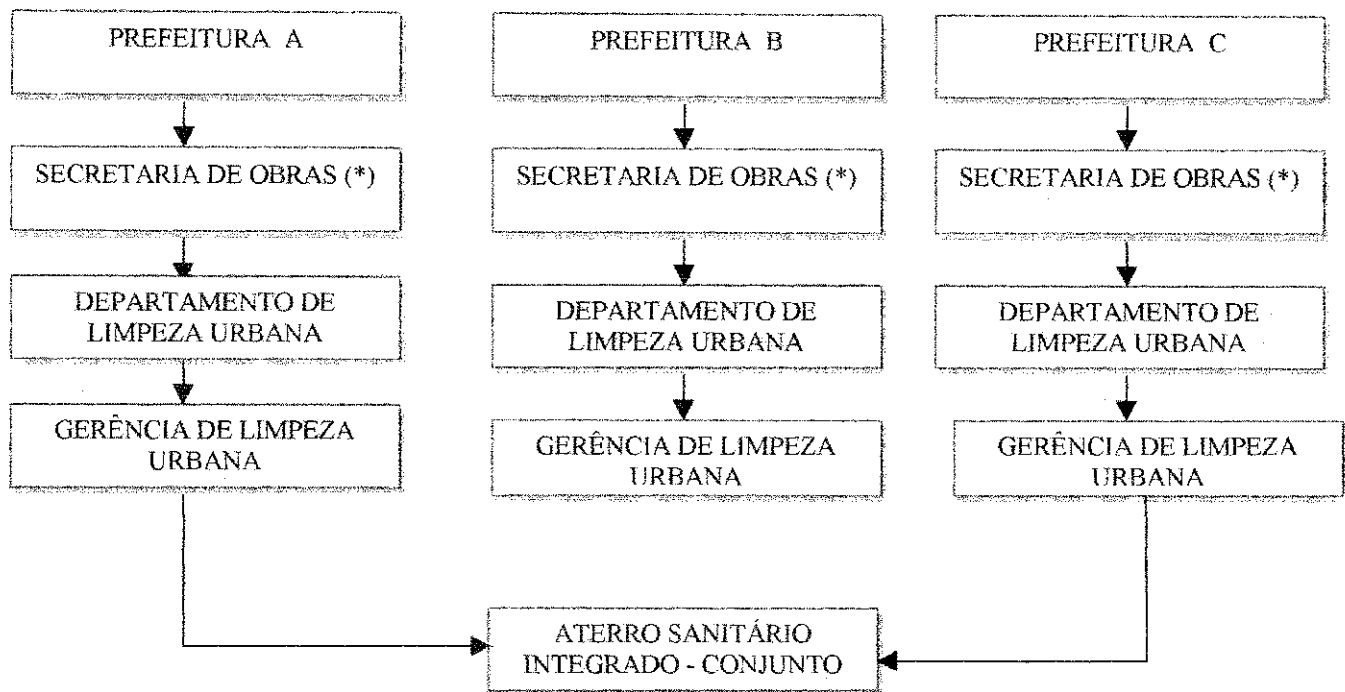 PREFEITURA A
PREFEITURA B
PREFEITURA C
SECRETARIA DE OBRAS (*)
SECRETARIA DE OBRAS (*)
SECRETARIA DE OBRAS (*)
DEPARTAMENTO DE
LIMPEZA URBANA
DEPARTAMENTO DE
LIMPEZA URBANA
DEPARTAMENTO DE
LIMPEZA URBANA
GERÊNCIA DE LIMPEZA
URBANA
GERÊNCIA DE LIMPEZA
URBANA
GERÊNCIA DE LIMPEZA
URBANA
ATERRO SANITÁRIO
INTEGRADO - CONJUNTO